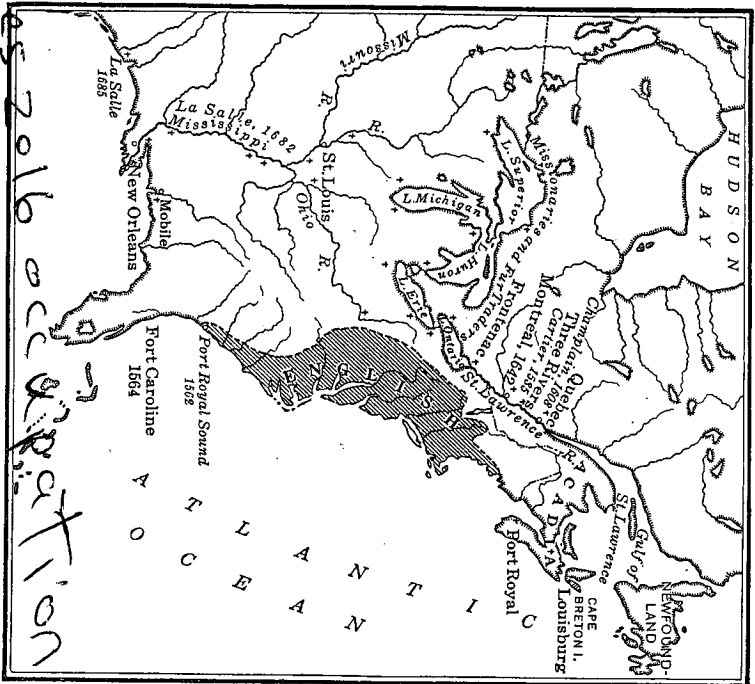 HUDSON
BAY
NEWFOUND-
LAND
Gulf of
St. Lawrence
CAPE
BRETON I.
Louisburg
ACADIA
Port Royal
Champlain 1608
Quebec
Three Rivers
Cartier 1535
Montreal, 1642
Frontenac
St. Lawrence R.
Missionaries and Fur Traders
L. Superior
L. Michigan
L. Huron
L. Erie
L. Ontario
ENGLISH
Missouri R.
R.
St. Louis
Ohio R.
La Salle, 1682
Mississippi
La Salle
1685
New Orleans
Mobile
Port Royal Sound
1562
Fort Caroline
1564
ATLANTIC
OCEAN
2016 occupation